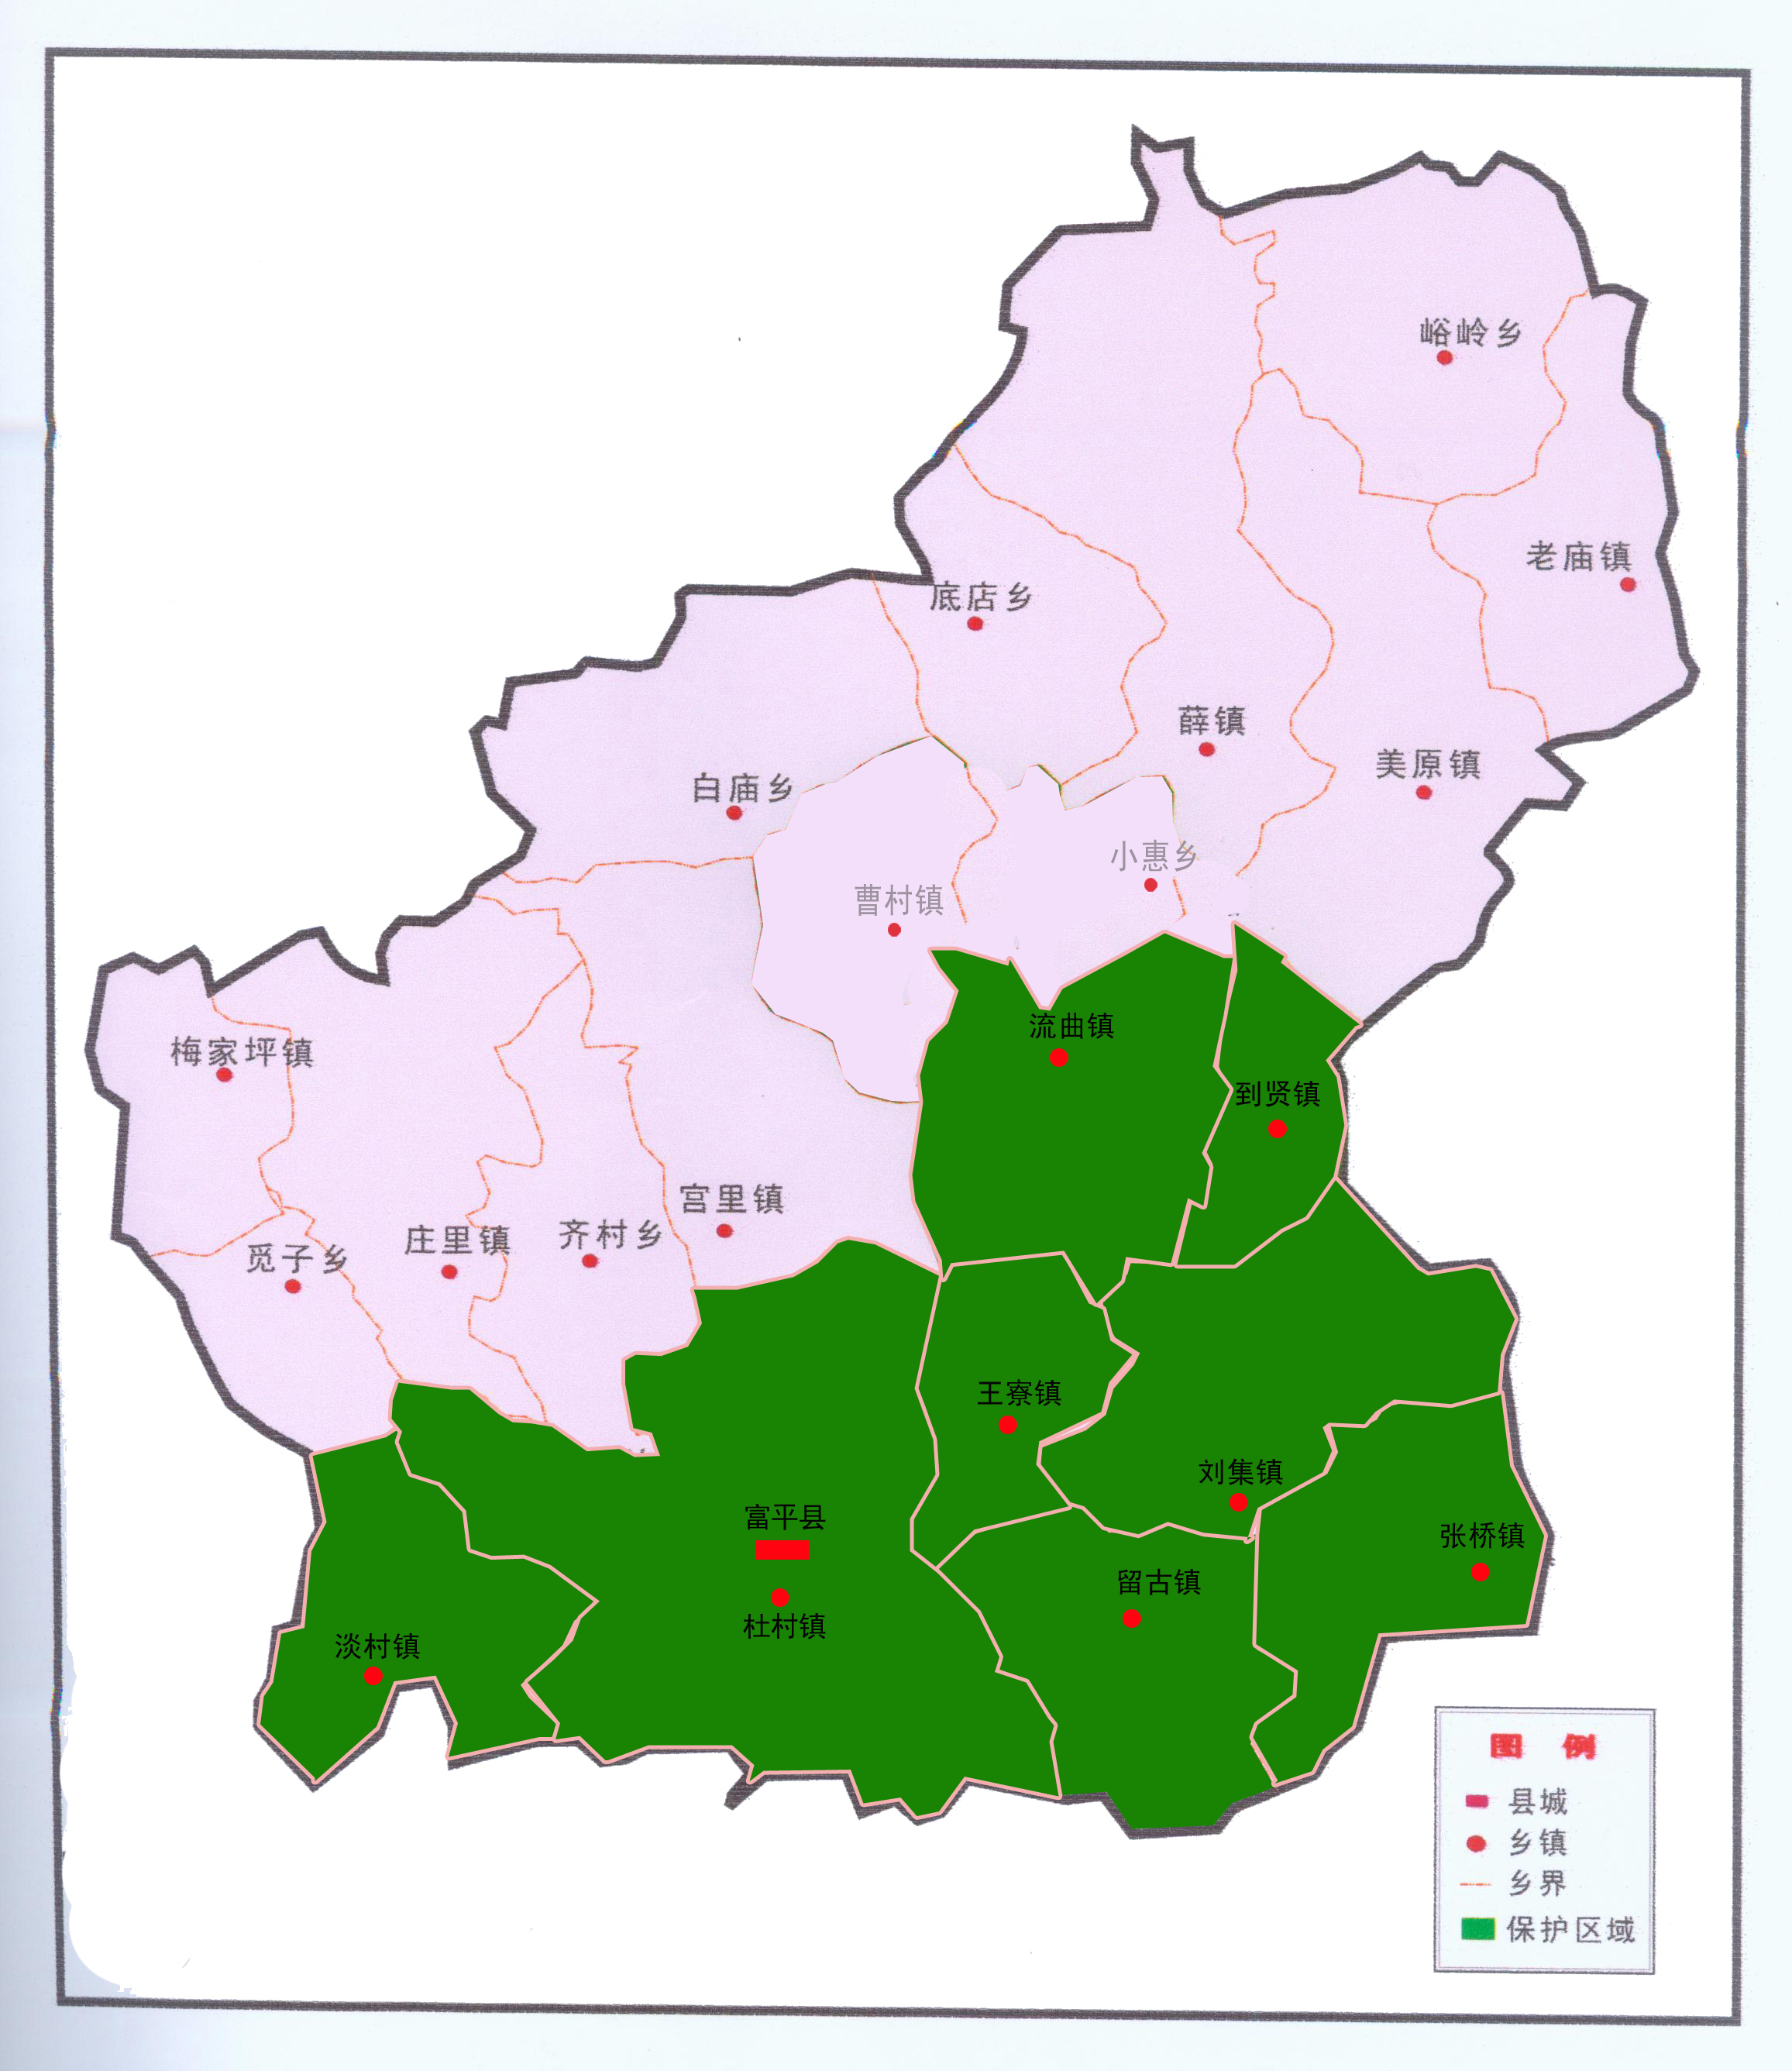 峪岭乡
老庙镇
底店乡
薛镇
美原镇
白庙乡
小惠乡
曹村镇
流曲镇
梅家坪镇
到贤镇
宫里镇
齐村乡
庄里镇
觅子乡
王寮镇
刘集镇
富平县
张桥镇
留古镇
杜村镇
淡村镇
图 例
县城
乡镇
乡界
保护区域